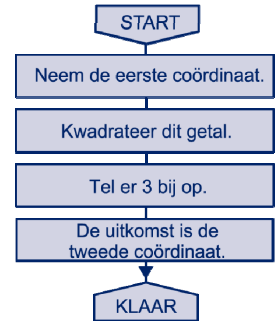 START
Neem de eerste coördinaat.
Kwadrateer dit getal.
Tel er 3 bij op.
De uitkomst is de
tweede coördinaat.
KLAAR